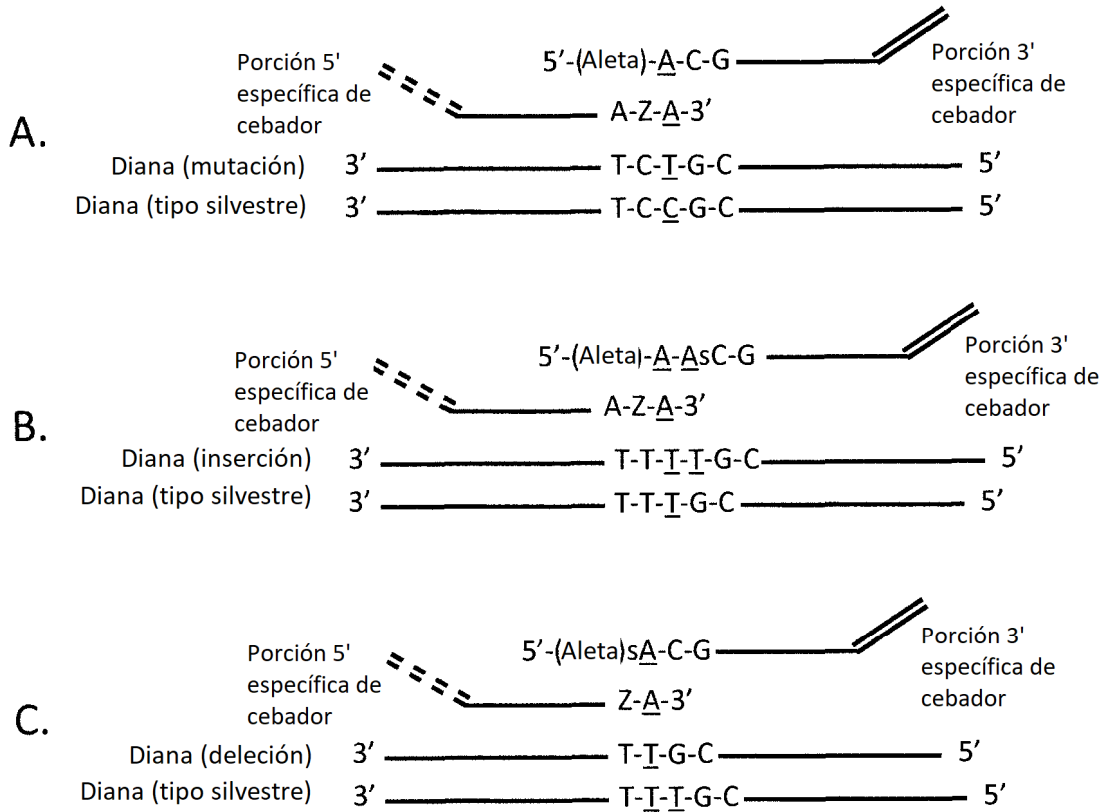 A.
Porción 5'
específica de
cebador
5'-(Aleta)-A-C-G
Porción 3'
específica de
cebador
A-Z-A-3'
Diana (mutación) 3' T-C-T-G-C 5'
Diana (tipo silvestre) 3' T-C-C-G-C 5'
B.
Porción 5'
específica de
cebador
5'-(Aleta)-A-AsC-G
Porción 3'
específica de
cebador
A-Z-A-3'
Diana (inserción) 3' T-T-T-T-G-C 5'
Diana (tipo silvestre) 3' T-T-T-G-C 5'
C.
Porción 5'
específica de
cebador
5'-(Aleta)sA-C-G
Porción 3'
específica de
cebador
Z-A-3'
Diana (deleción) 3' T-T-G-C 5'
Diana (tipo silvestre) 3' T-T-T-G-C 5'